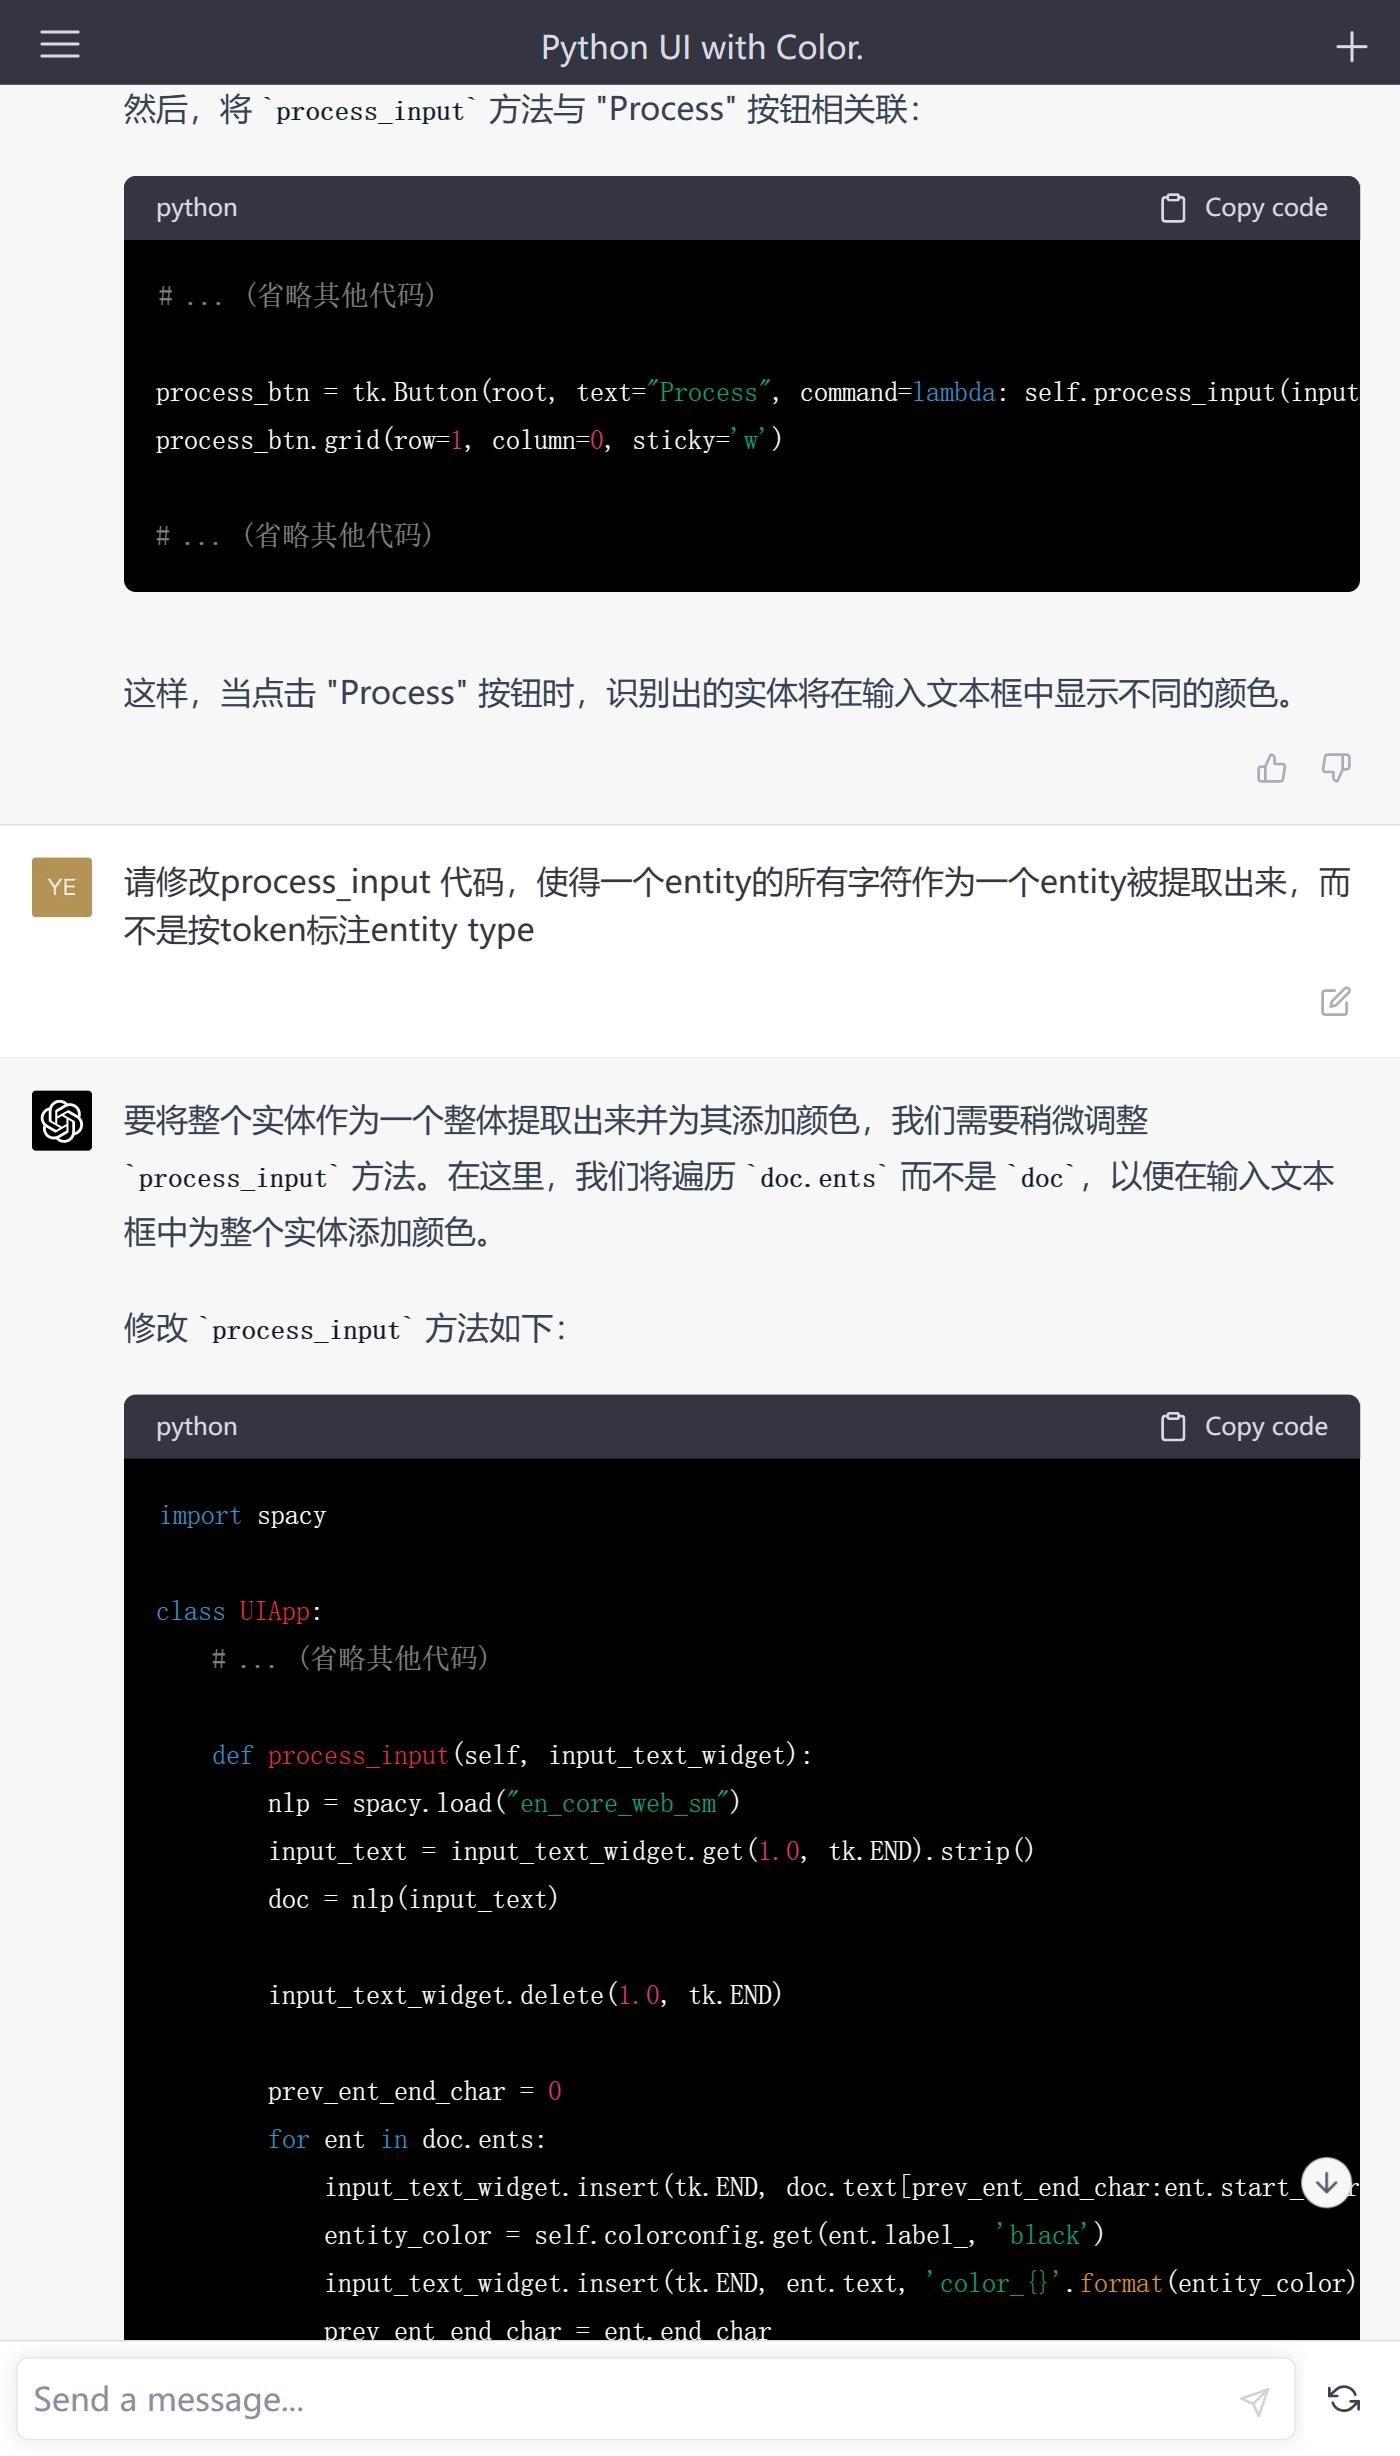 Python UI with Color.
然后，将 `process_input` 方法与 "Process" 按钮相关联：
python
Copy code
# ... （省略其他代码）
process_btn = tk.Button(root, text="Process", command=lambda: self.process_input(input_
process_btn.grid(row=1, column=0, sticky='w')
# ... （省略其他代码）
这样，当点击 "Process" 按钮时，识别出的实体将在输入文本框中显示不同的颜色。
YE
请修改process_input 代码，使得一个entity的所有字符作为一个entity被提取出来，而
不是按token标注entity type
要将整个实体作为一个整体提取出来并为其添加颜色，我们需要稍微调整
`process_input` 方法。在这里，我们将遍历 `doc.ents` 而不是 `doc`，以便在输入文本
框中为整个实体添加颜色。
修改 `process_input` 方法如下：
python
Copy code
import spacy
class UIApp:
# ... （省略其他代码）
def process_input(self, input_text_widget):
nlp = spacy.load("en_core_web_sm")
input_text = input_text_widget.get(1.0, tk.END).strip()
doc = nlp(input_text)
input_text_widget.delete(1.0, tk.END)
prev_ent_end_char = 0
for ent in doc.ents:
input_text_widget.insert(tk.END, doc.text[prev_ent_end_char:ent.start_
entity_color = self.colorconfig.get(ent.label_, 'black')
input_text_widget.insert(tk.END, ent.text, 'color_{}'.format(entity_color)
prev_ent_end_char = ent.end_char
Send a message...